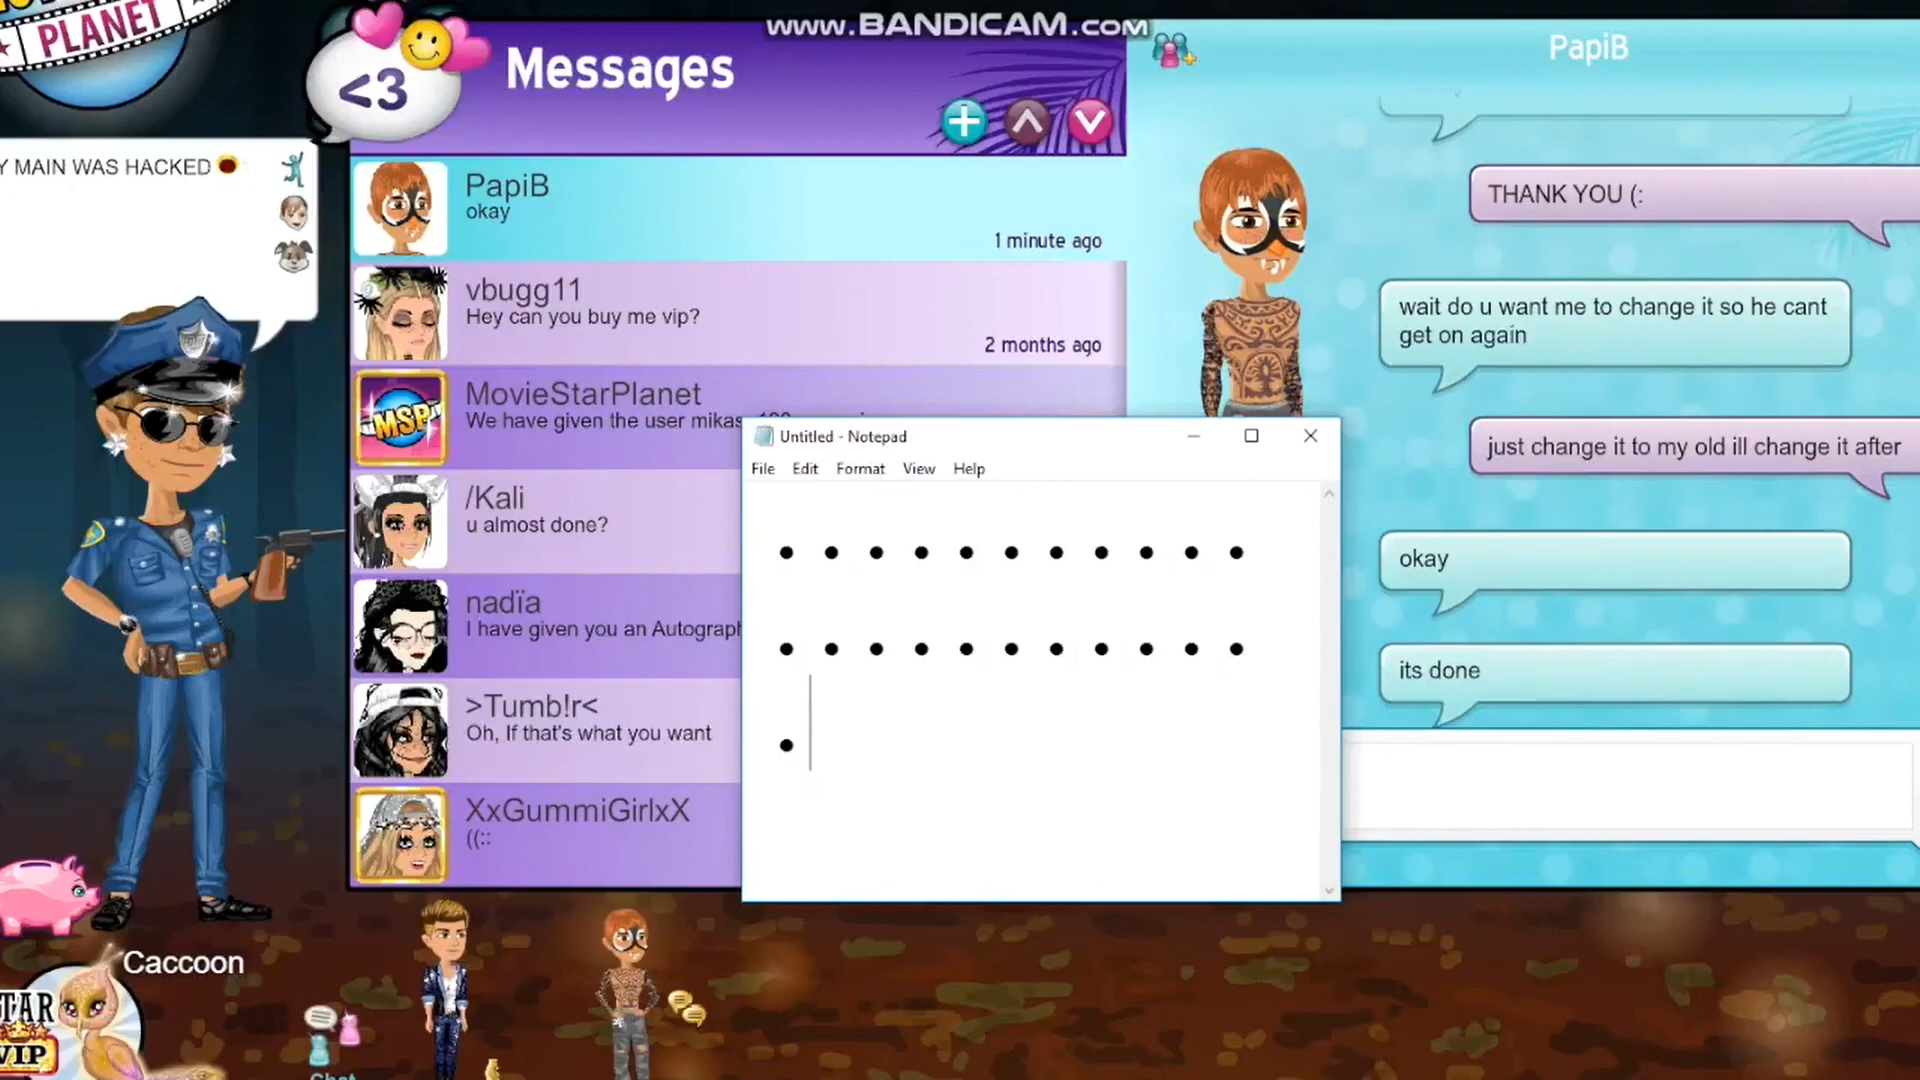 www.BANDICAM.com
PLANET
<3
Messages
PapiB
Y MAIN WAS HACKED
PapiB
okay
1 minute ago
vbugg11
Hey can you buy me vip?
2 months ago
MovieStarPlanet
We have given the user mikas
MSP
/Kali
u almost done?
nadïa
I have given you an Autograph
>Tumb!r<
Oh, If that's what you want
XxGummiGirlxX
((::
Untitled - Notepad
File Edit Format View Help
• • • • • • • • • • •
• • • • • • • • • • •
•
THANK YOU (:
wait do u want me to change it so he cant
get on again
just change it to my old ill change it after
okay
its done
Caccoon
STAR
VIP
Chat